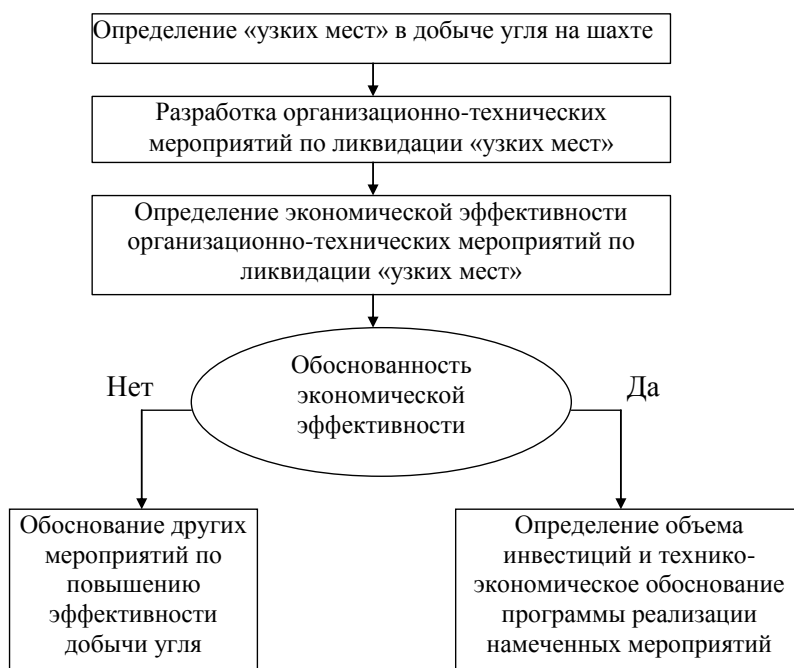 Определение «узких мест» в добыче угля на шахте
Разработка организационно-технических
мероприятий по ликвидации «узких мест»
Определение экономической эффективности
организационно-технических мероприятий по
ликвидации «узких мест»
Обоснованность
экономической
эффективности
Нет
Да
Обоснование других
мероприятий по
повышению
эффективности
добычи угля
Определение объема
инвестиций и технико-
экономическое обоснование
программы реализации
намеченных мероприятий